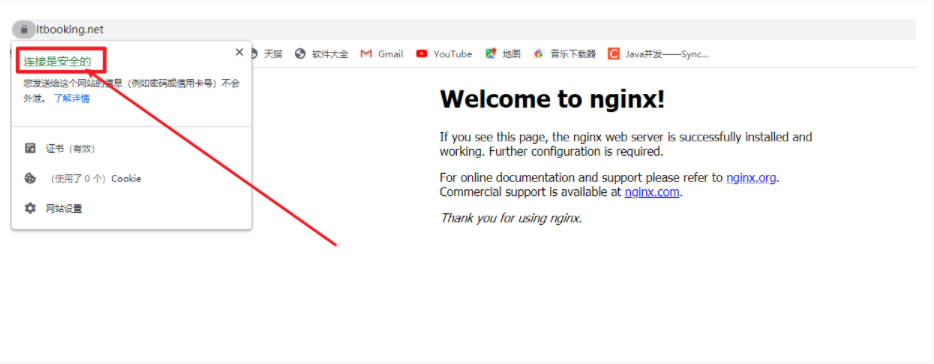 itbooking.net
天猫 软件大全 Gmail YouTube 地图 音乐下载器 Java并发——Sync...
连接是安全的
您发送给这个网站的信息（例如密码或信用卡号）不会
外泄。 了解详情
证书（有效）
（使用了 0 个）Cookie
网站设置
Welcome to nginx!
If you see this page, the nginx web server is successfully installed and
working. Further configuration is required.
For online documentation and support please refer to nginx.org.
Commercial support is available at nginx.com.
Thank you for using nginx.